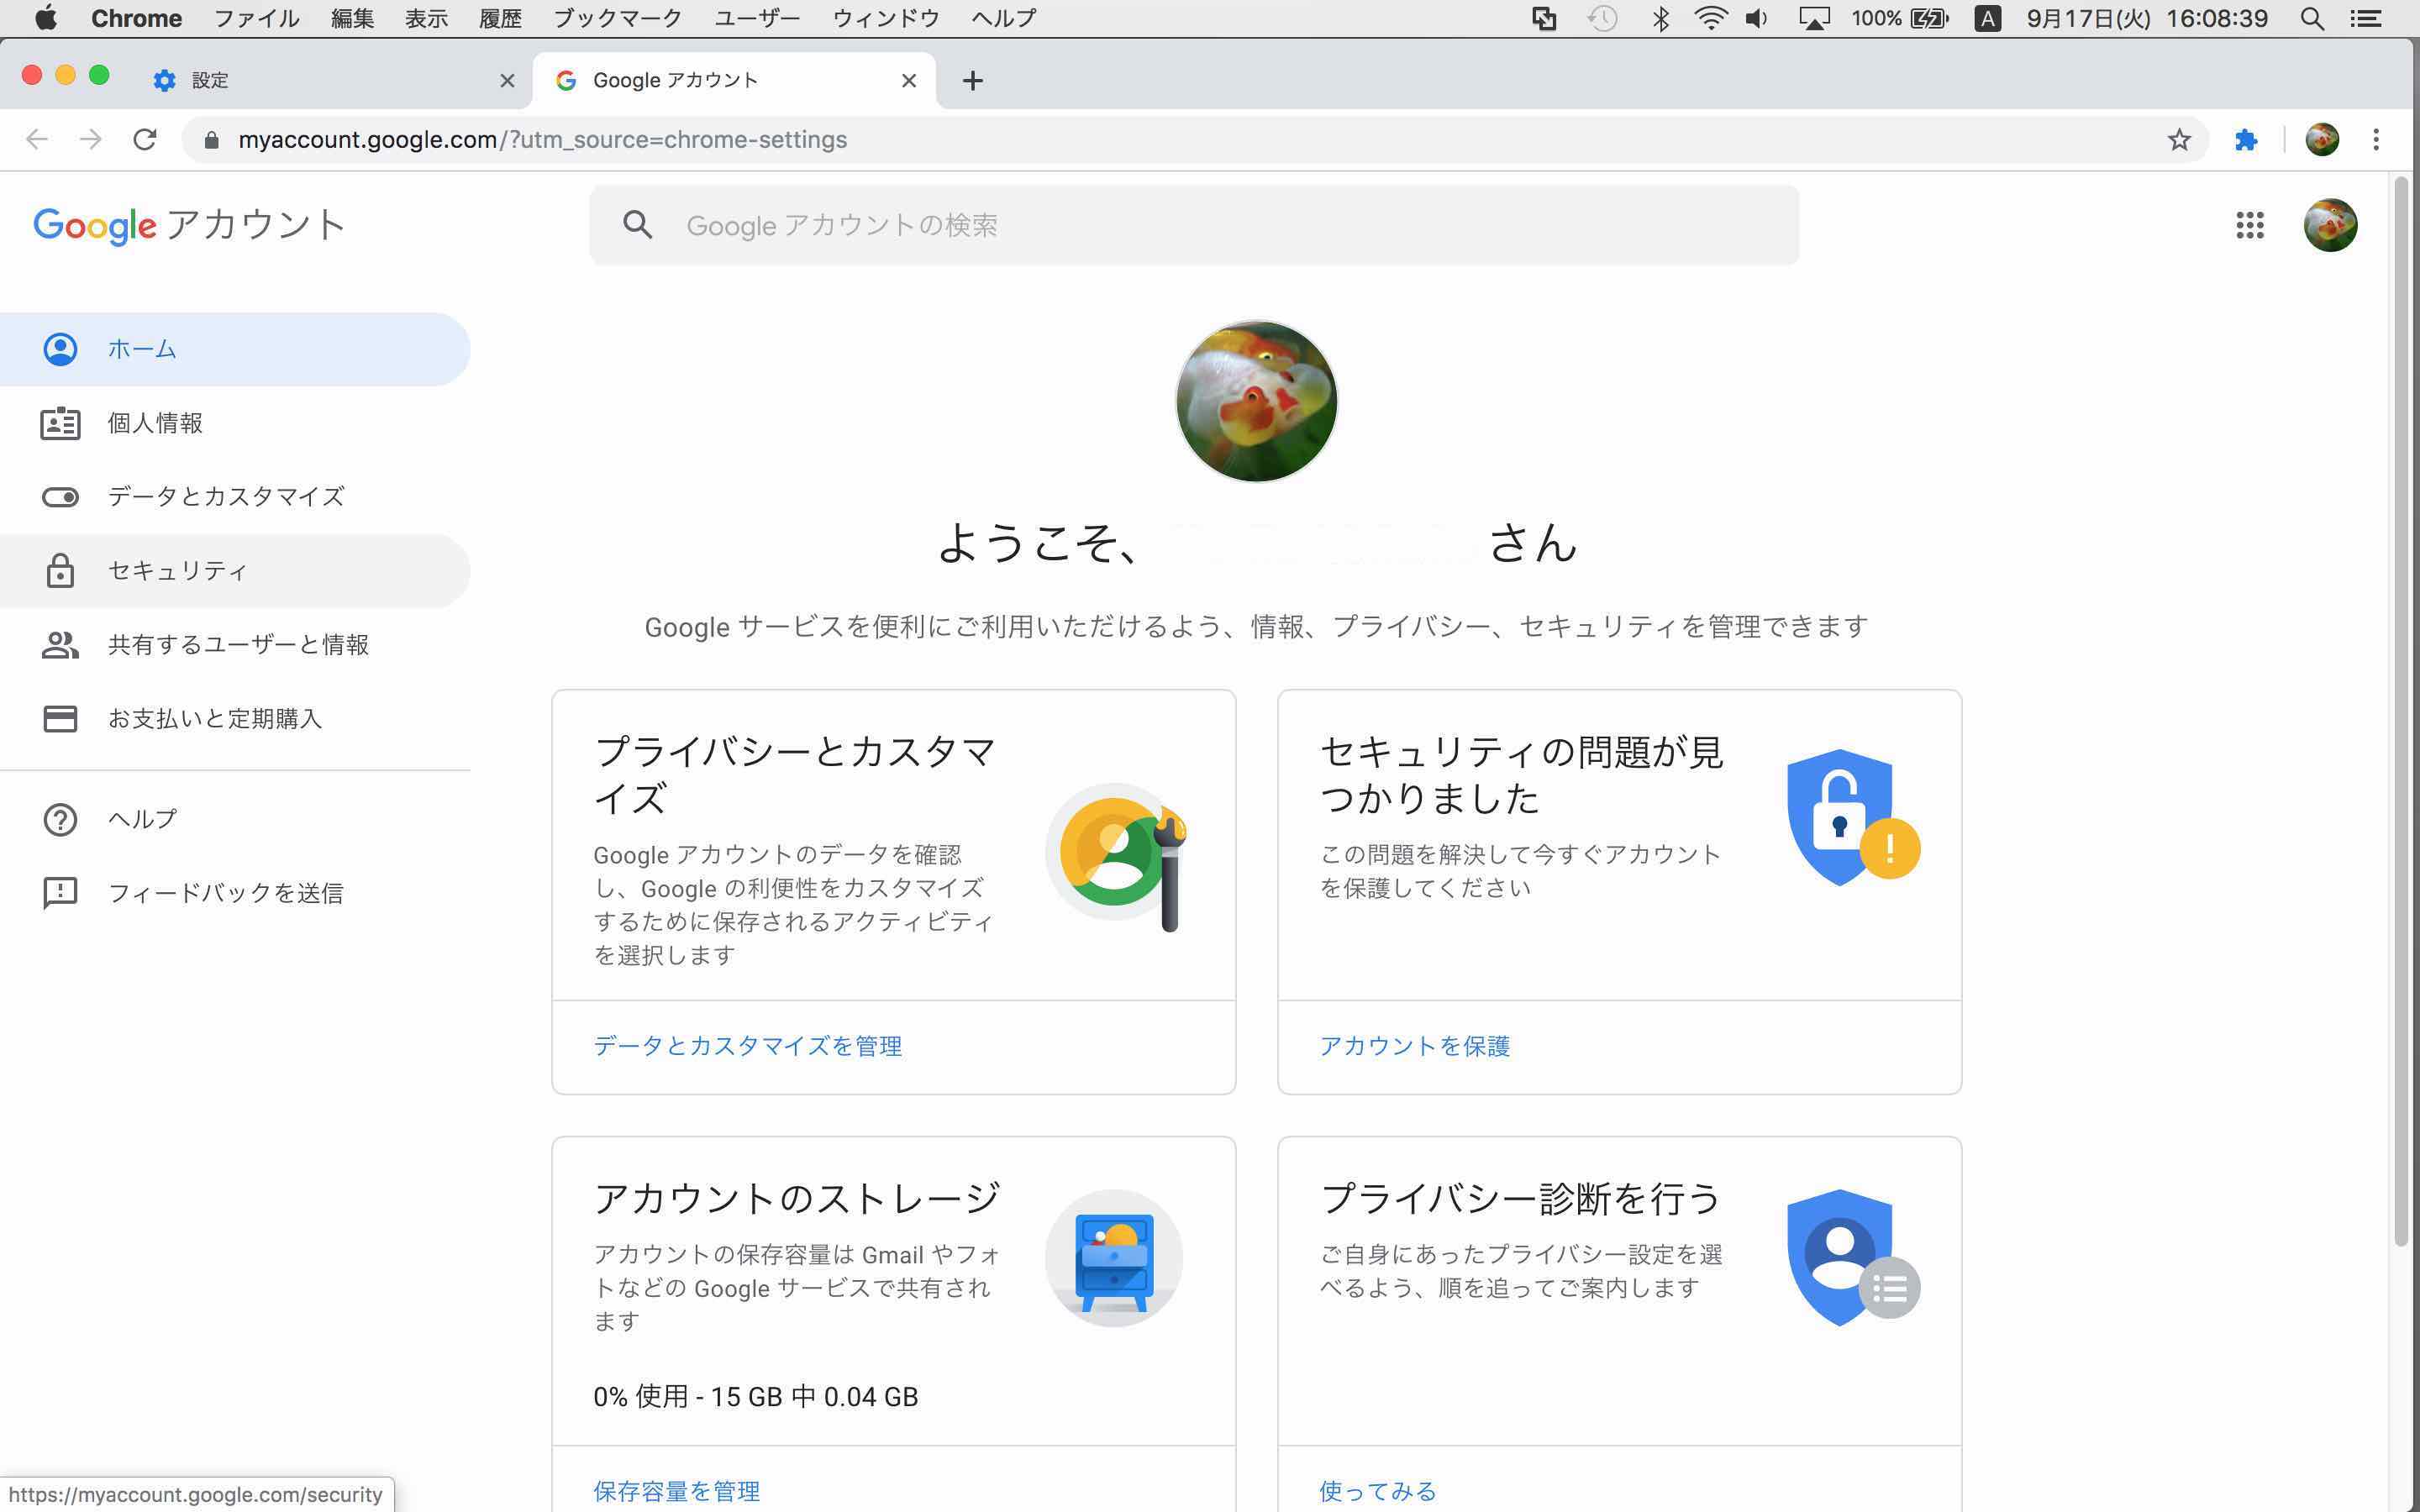 Chrome ファイル 編集 表示 履歴 ブックマーク ユーザー ウィンドウ ヘルプ 100% A 9月17日(火) 16:08:39
設定
Google アカウント
myaccount.google.com/?utm_source=chrome-settings
Google アカウント
Google アカウントの検索
ホーム
個人情報
データとカスタマイズ
セキュリティ
共有するユーザーと情報
お支払いと定期購入
ヘルプ
フィードバックを送信
ようこそ、 さん
Google サービスを便利にご利用いただけるよう、情報、プライバシー、セキュリティを管理できます
プライバシーとカスタマ
イズ
Google アカウントのデータを確認
し、Google の利便性をカスタマイズ
するために保存されるアクティビティ
を選択します
データとカスタマイズを管理
セキュリティの問題が見
つかりました
この問題を解決して今すぐアカウント
を保護してください
アカウントを保護
アカウントのストレージ
アカウントの保存容量は Gmail やフォ
トなどの Google サービスで共有され
ます
0% 使用 - 15 GB 中 0.04 GB
保存容量を管理
プライバシー診断を行う
ご自身にあったプライバシー設定を選
べるよう、順を追ってご案内します
使ってみる
https://myaccount.google.com/security